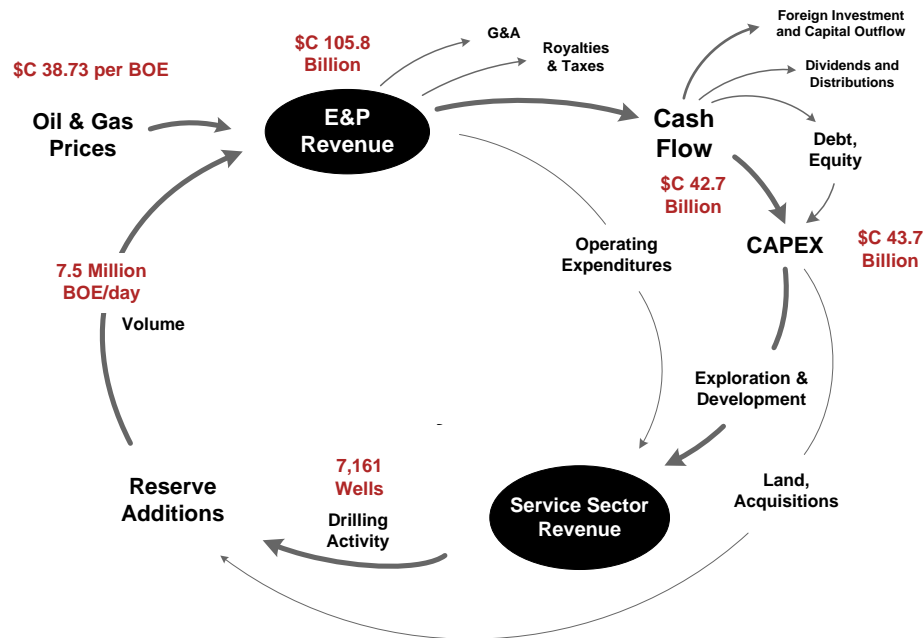 $C 38.73 per BOE
Oil & Gas
Prices
$C 105.8
Billion
E&P
Revenue
G&A
Royalties
& Taxes
Foreign Investment
and Capital Outflow
Dividends and
Distributions
Debt,
Equity
Cash
Flow
$C 42.7
Billion
CAPEX
$C 43.7
Billion
Operating
Expenditures
Exploration &
Development
Land,
Acquisitions
Service Sector
Revenue
7,161
Wells
Drilling
Activity
Reserve
Additions
7.5 Million
BOE/day
Volume